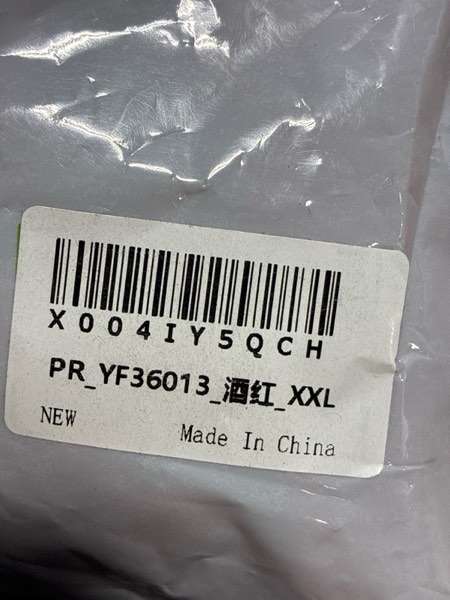 X004IY5QCH
PR_YF36013_酒红_XXL
NEW
Made In China